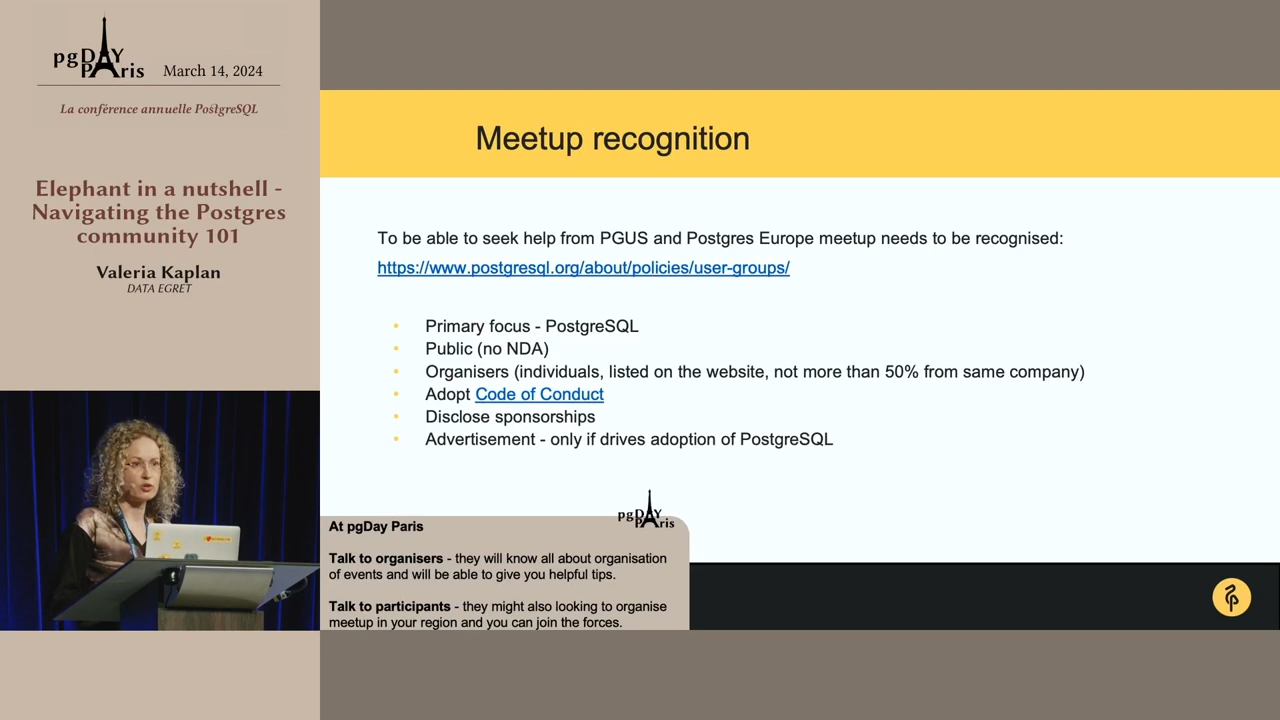 pgDAY
PAris
March 14, 2024
La conférence annuelle PostgreSQL
Elephant in a nutshell -
Navigating the Postgres
community 101
Valeria Kaplan
DATA EGRET
Meetup recognition
To be able to seek help from PGUS and Postgres Europe meetup needs to be recognised:
https://www.postgresql.org/about/policies/user-groups/
• Primary focus - PostgreSQL
• Public (no NDA)
• Organisers (individuals, listed on the website, not more than 50% from same company)
• Adopt Code of Conduct
• Disclose sponsorships
• Advertisement - only if drives adoption of PostgreSQL
pgDAY
PAris
At pgDay Paris
Talk to organisers - they will know all about organisation
of events and will be able to give you helpful tips.
Talk to participants - they might also looking to organise
meetup in your region and you can join the forces.